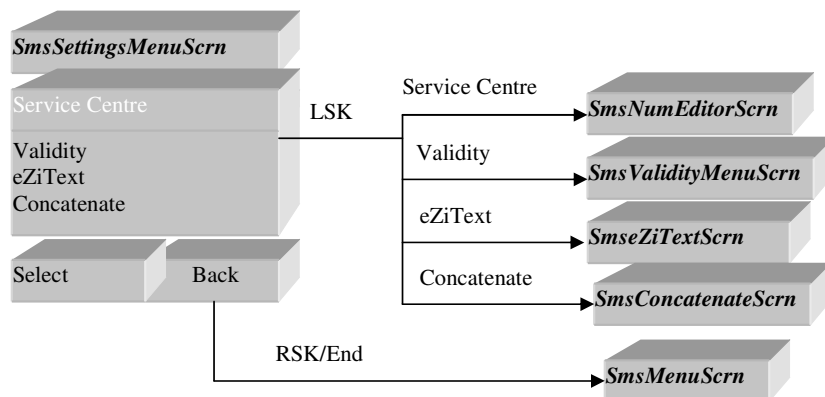 SmsSettingsMenuScrn
Service Centre
Validity
eZiText
Concatenate
Select
Back
LSK
Service Centre
SmsNumEditorScrn
Validity
SmsValidityMenuScrn
eZiText
SmseZiTextScrn
Concatenate
SmsConcatenateScrn
RSK/End
SmsMenuScrn